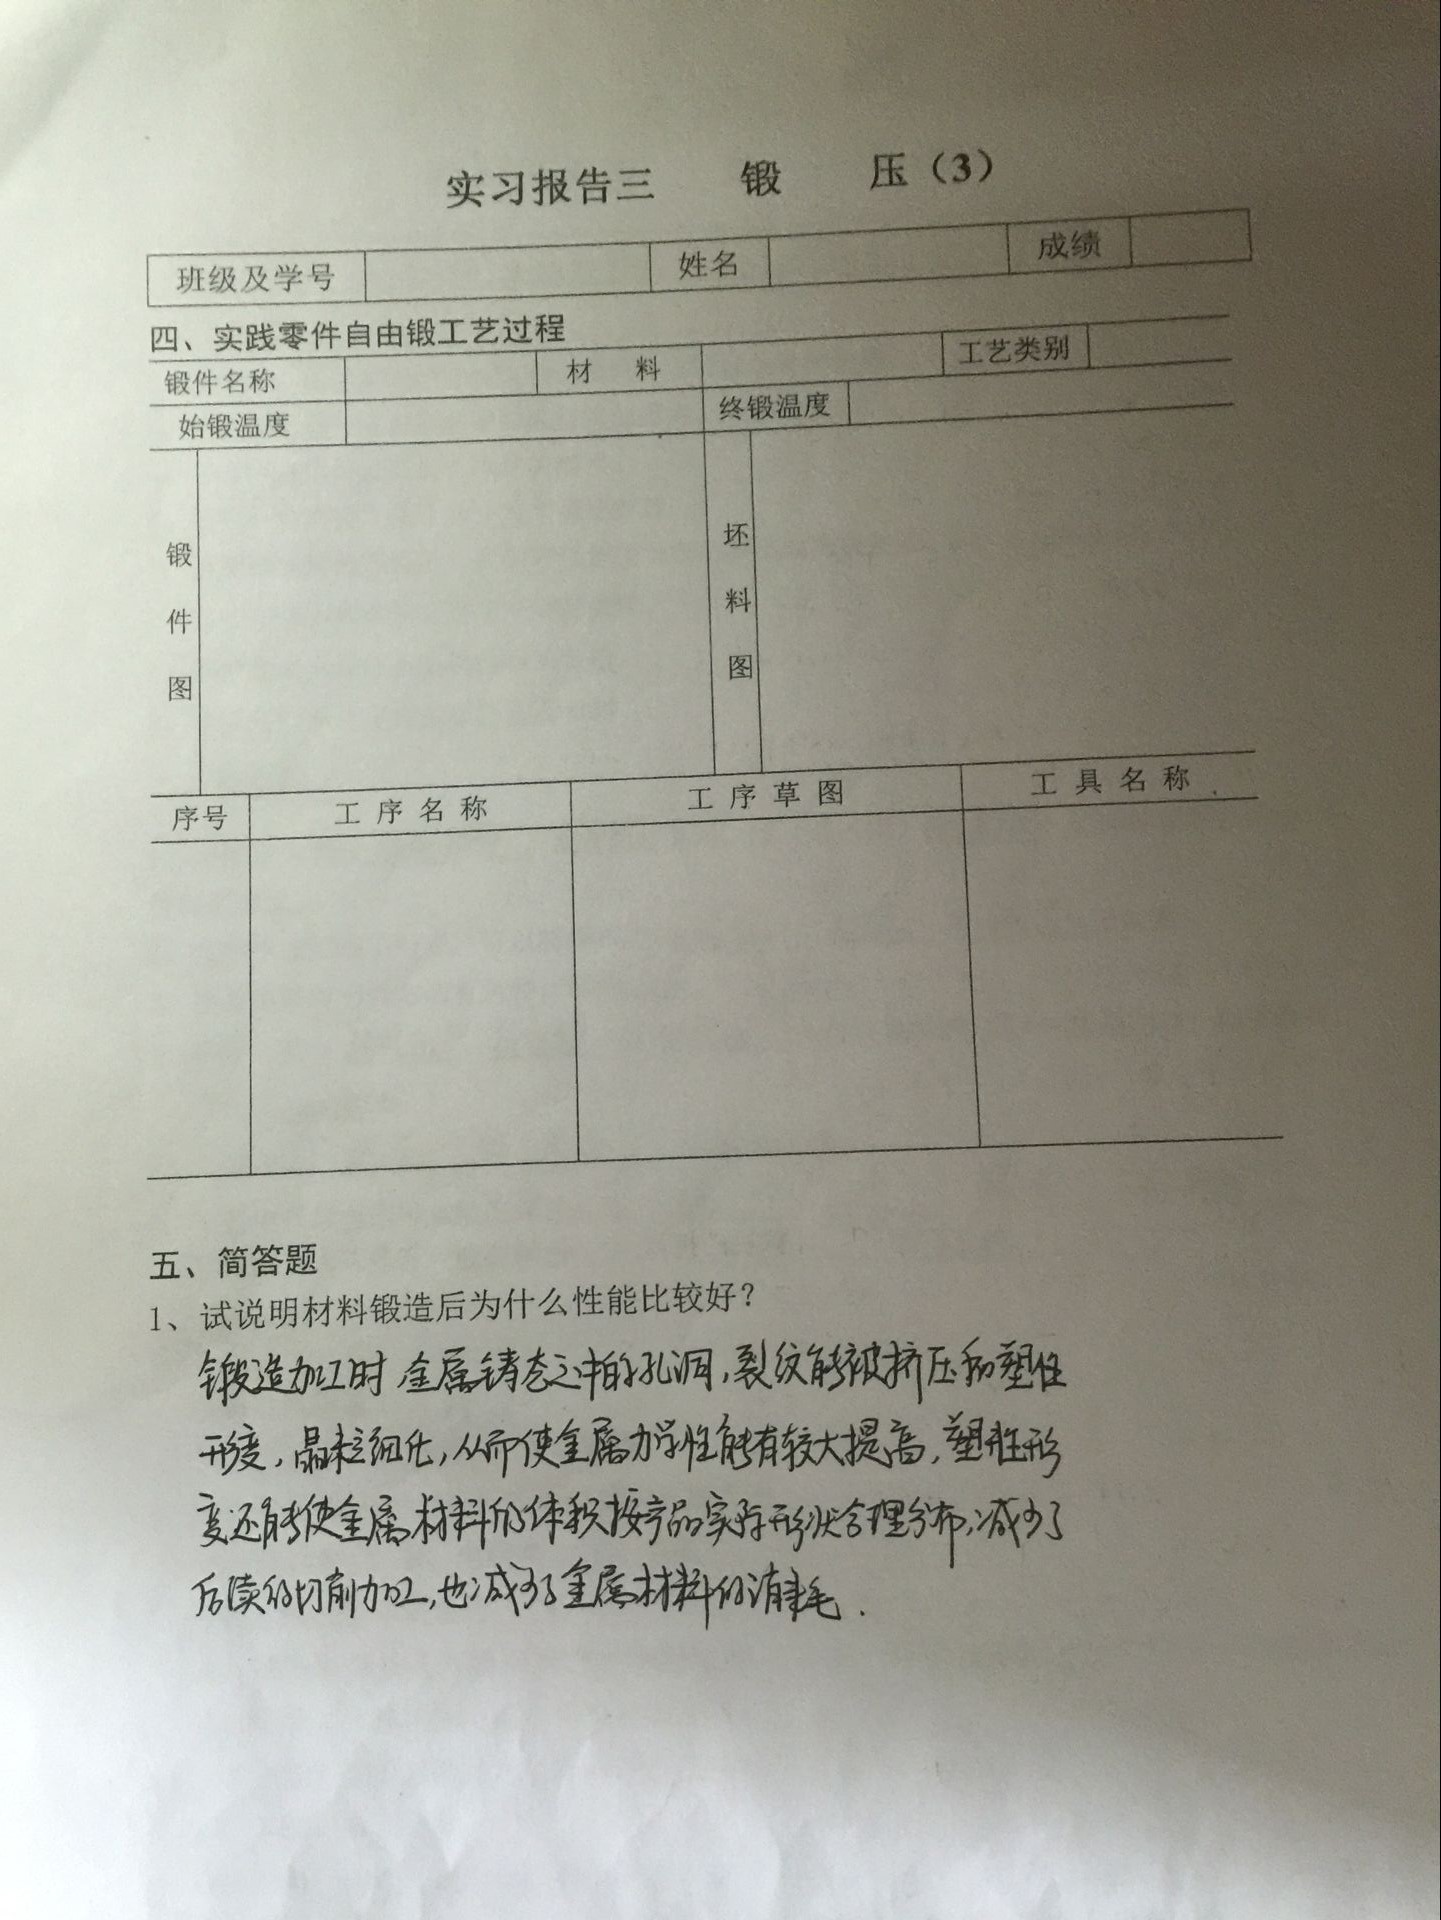 实习报告三 锻 压（3）
班级及学号 姓名 成绩
四、实践零件自由锻工艺过程
锻件名称 材 料 工艺类别
始锻温度 终锻温度
锻件图 坯料图
序号 工序名称 工序草图 工具名称
五、简答题
1、试说明材料锻造后为什么性能比较好？
锻造加工时,金属铸态之中的孔洞,裂纹能被挤压和塑性
形变,晶粒细化,从而使金属力学性能有较大提高,塑性形
变还能使金属材料的体积按产品实际形状合理分布,减少了
后续的切削加工,也减少了金属材料的消耗.